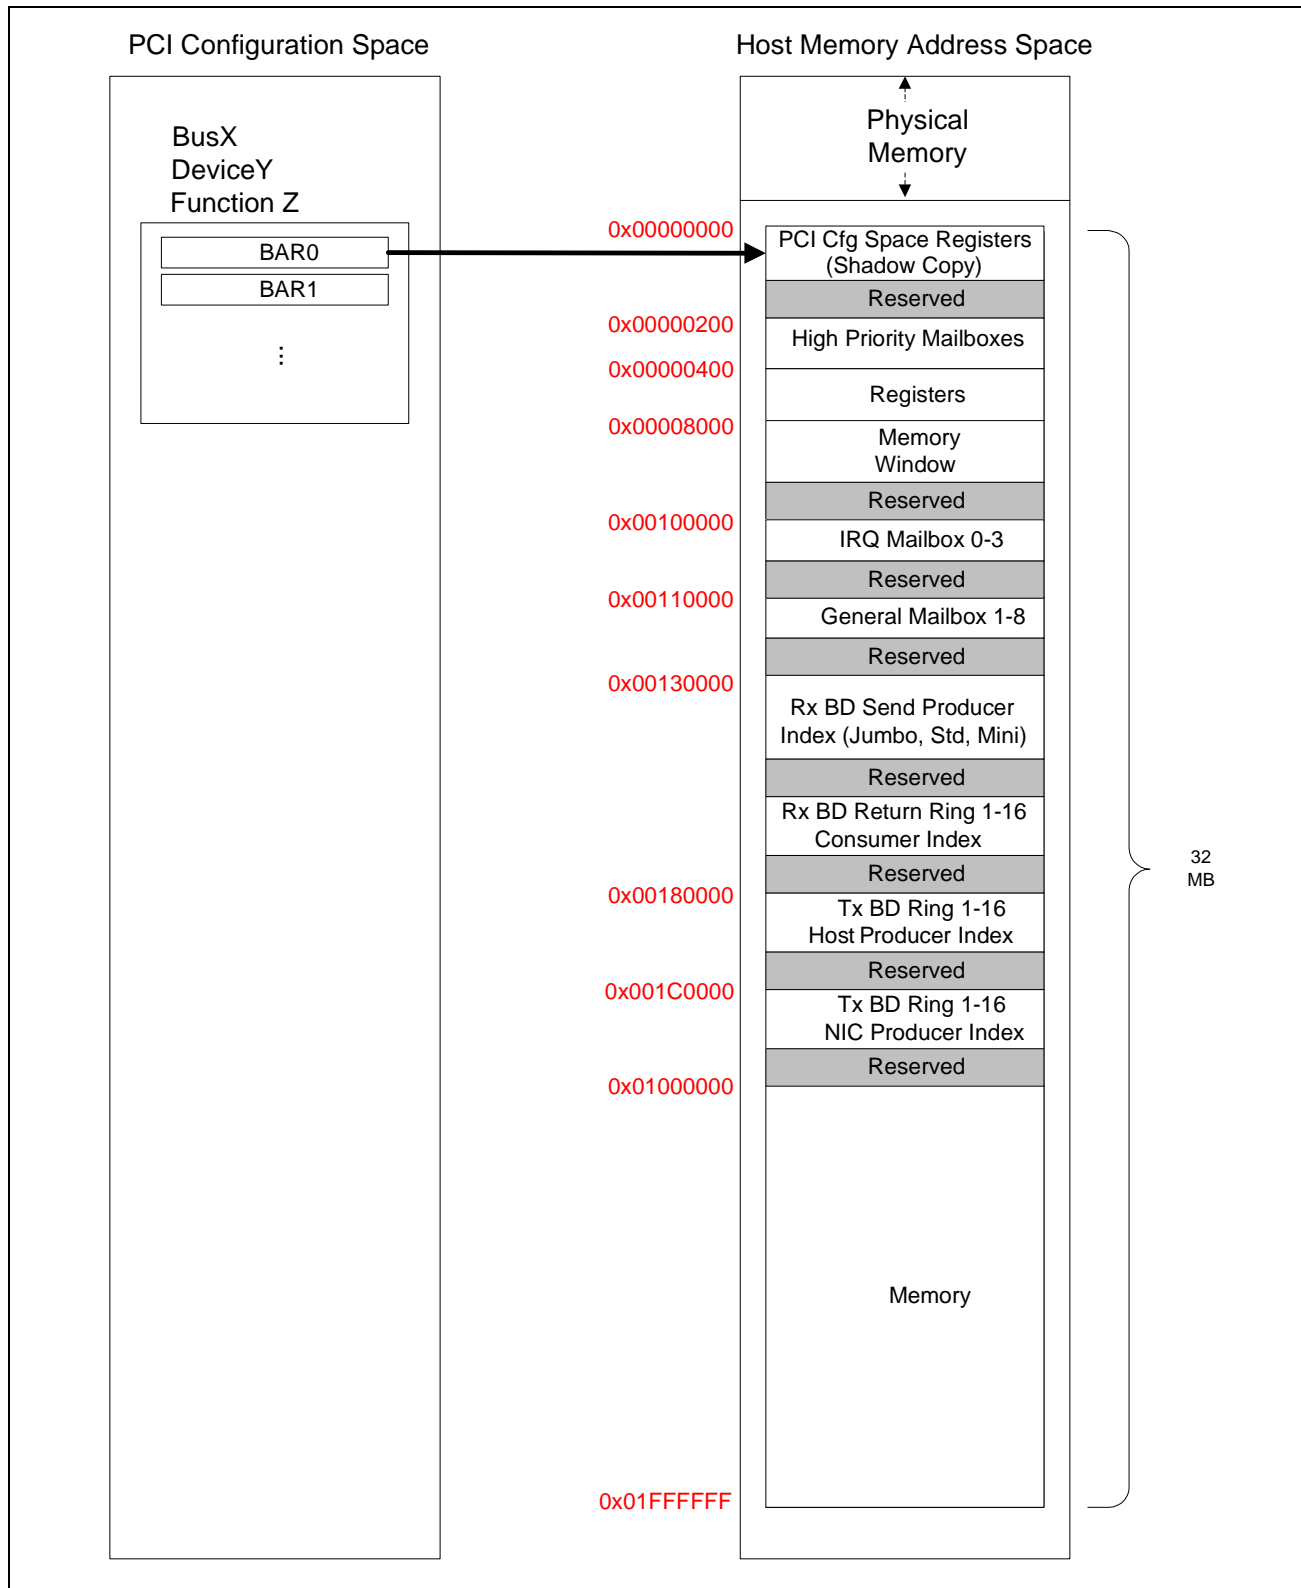 PCI Configuration Space
Host Memory Address Space
Physical
Memory
BusX
DeviceY
Function Z
BAR0
BAR1
⋮
0x00000000
PCI Cfg Space Registers
(Shadow Copy)
Reserved
0x00000200
High Priority Mailboxes
0x00000400
Registers
0x00008000
Memory
Window
Reserved
0x00100000
IRQ Mailbox 0-3
Reserved
0x00110000
General Mailbox 1-8
Reserved
0x00130000
Rx BD Send Producer
Index (Jumbo, Std, Mini)
Reserved
Rx BD Return Ring 1-16
Consumer Index
32
MB
Reserved
0x00180000
Tx BD Ring 1-16
Host Producer Index
Reserved
0x001C0000
Tx BD Ring 1-16
NIC Producer Index
Reserved
0x01000000
Memory
0x01FFFFFF